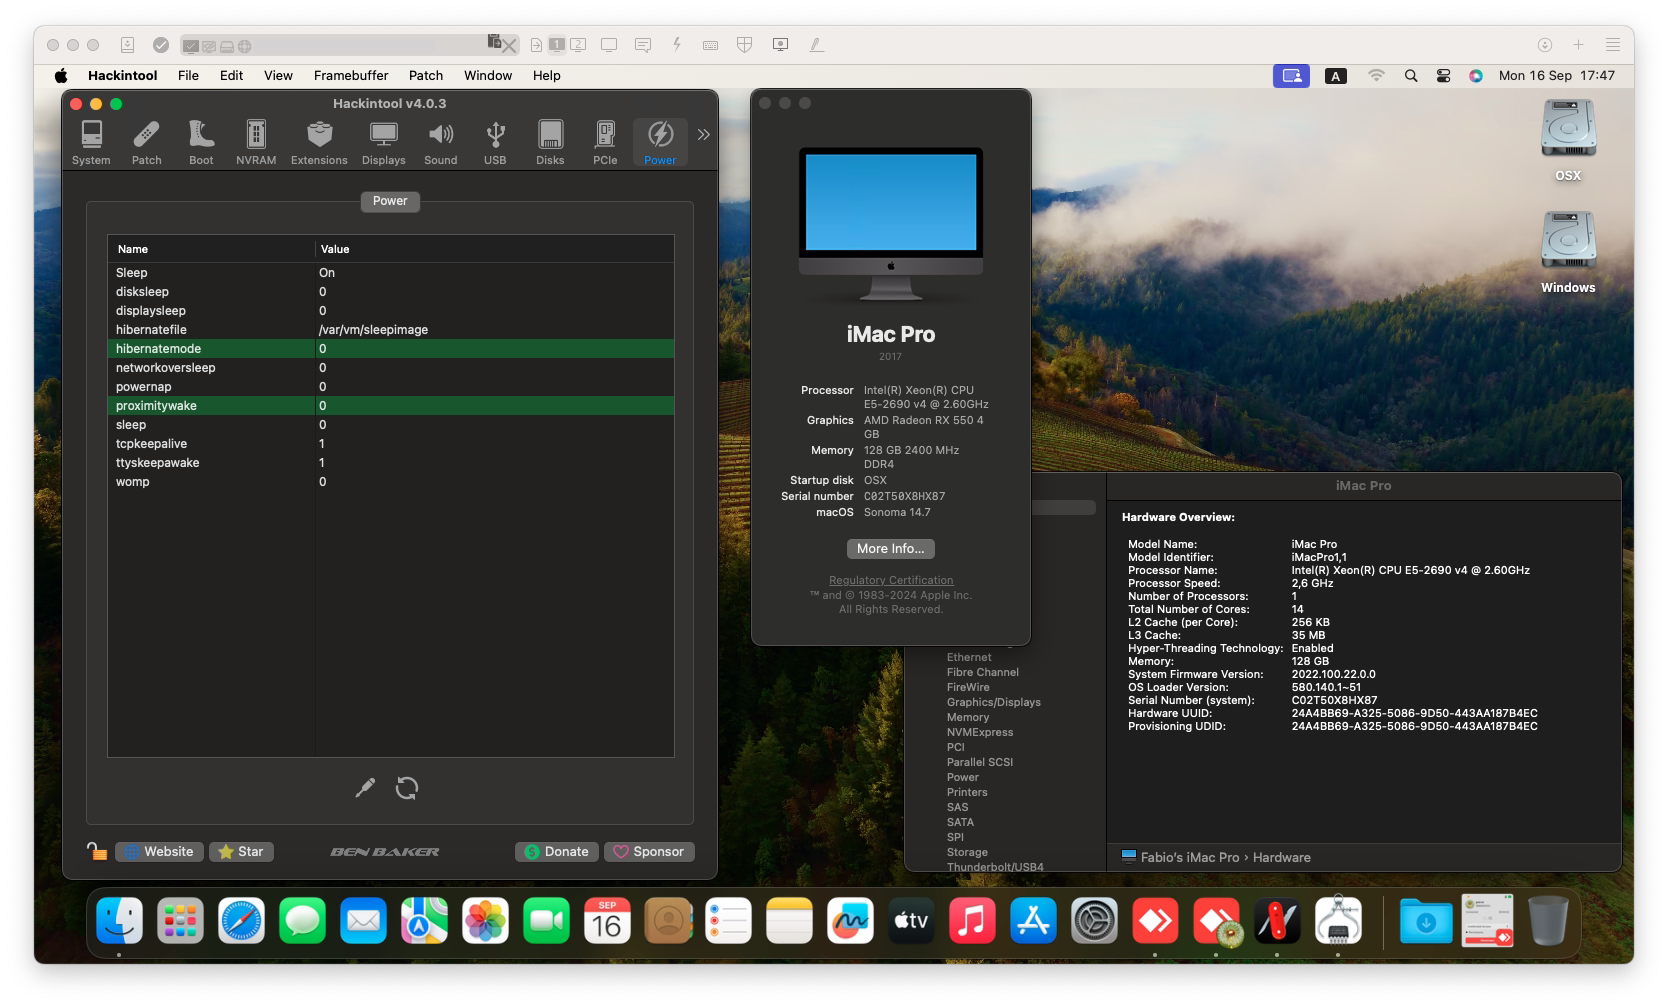 1
2
Hackintool File Edit View Framebuffer Patch Window Help
A
Mon 16 Sep 17:47
Hackintool v4.0.3
System Patch Boot NVRAM Extensions Displays Sound USB Disks PCIe Power
Power
Name Value
Sleep On
disksleep 0
displaysleep 0
hibernatefile /var/vm/sleepimage
hibernatemode 0
networkoversleep 0
powernap 0
proximitywake 0
sleep 0
tcpkeepalive 1
ttyskeepawake 1
womp 0
Website Star BEN BAKER Donate Sponsor
iMac Pro
2017
Processor Intel(R) Xeon(R) CPU
E5-2690 v4 @ 2.60GHz
Graphics AMD Radeon RX 550 4
GB
Memory 128 GB 2400 MHz
DDR4
Startup disk OSX
Serial number C02T50X8HX87
macOS Sonoma 14.7
More Info...
Regulatory Certification
™ and © 1983-2024 Apple Inc.
All Rights Reserved.
OSX
Windows
iMac Pro
Hardware Overview:
Model Name: iMac Pro
Model Identifier: iMacPro1,1
Processor Name: Intel(R) Xeon(R) CPU E5-2690 v4 @ 2.60GHz
Processor Speed: 2,6 GHz
Number of Processors: 1
Total Number of Cores: 14
L2 Cache (per Core): 256 KB
L3 Cache: 35 MB
Hyper-Threading Technology: Enabled
Memory: 128 GB
System Firmware Version: 2022.100.22.0.0
OS Loader Version: 580.140.1~51
Serial Number (system): C02T50X8HX87
Hardware UUID: 24A4BB69-A325-5086-9D50-443AA187B4EC
Provisioning UDID: 24A4BB69-A325-5086-9D50-443AA187B4EC
Ethernet
Fibre Channel
FireWire
Graphics/Displays
Memory
NVMExpress
PCI
Parallel SCSI
Power
Printers
SAS
SATA
SPI
Storage
Thunderbolt/USB4
Fabio's iMac Pro › Hardware
SEP
16
tv